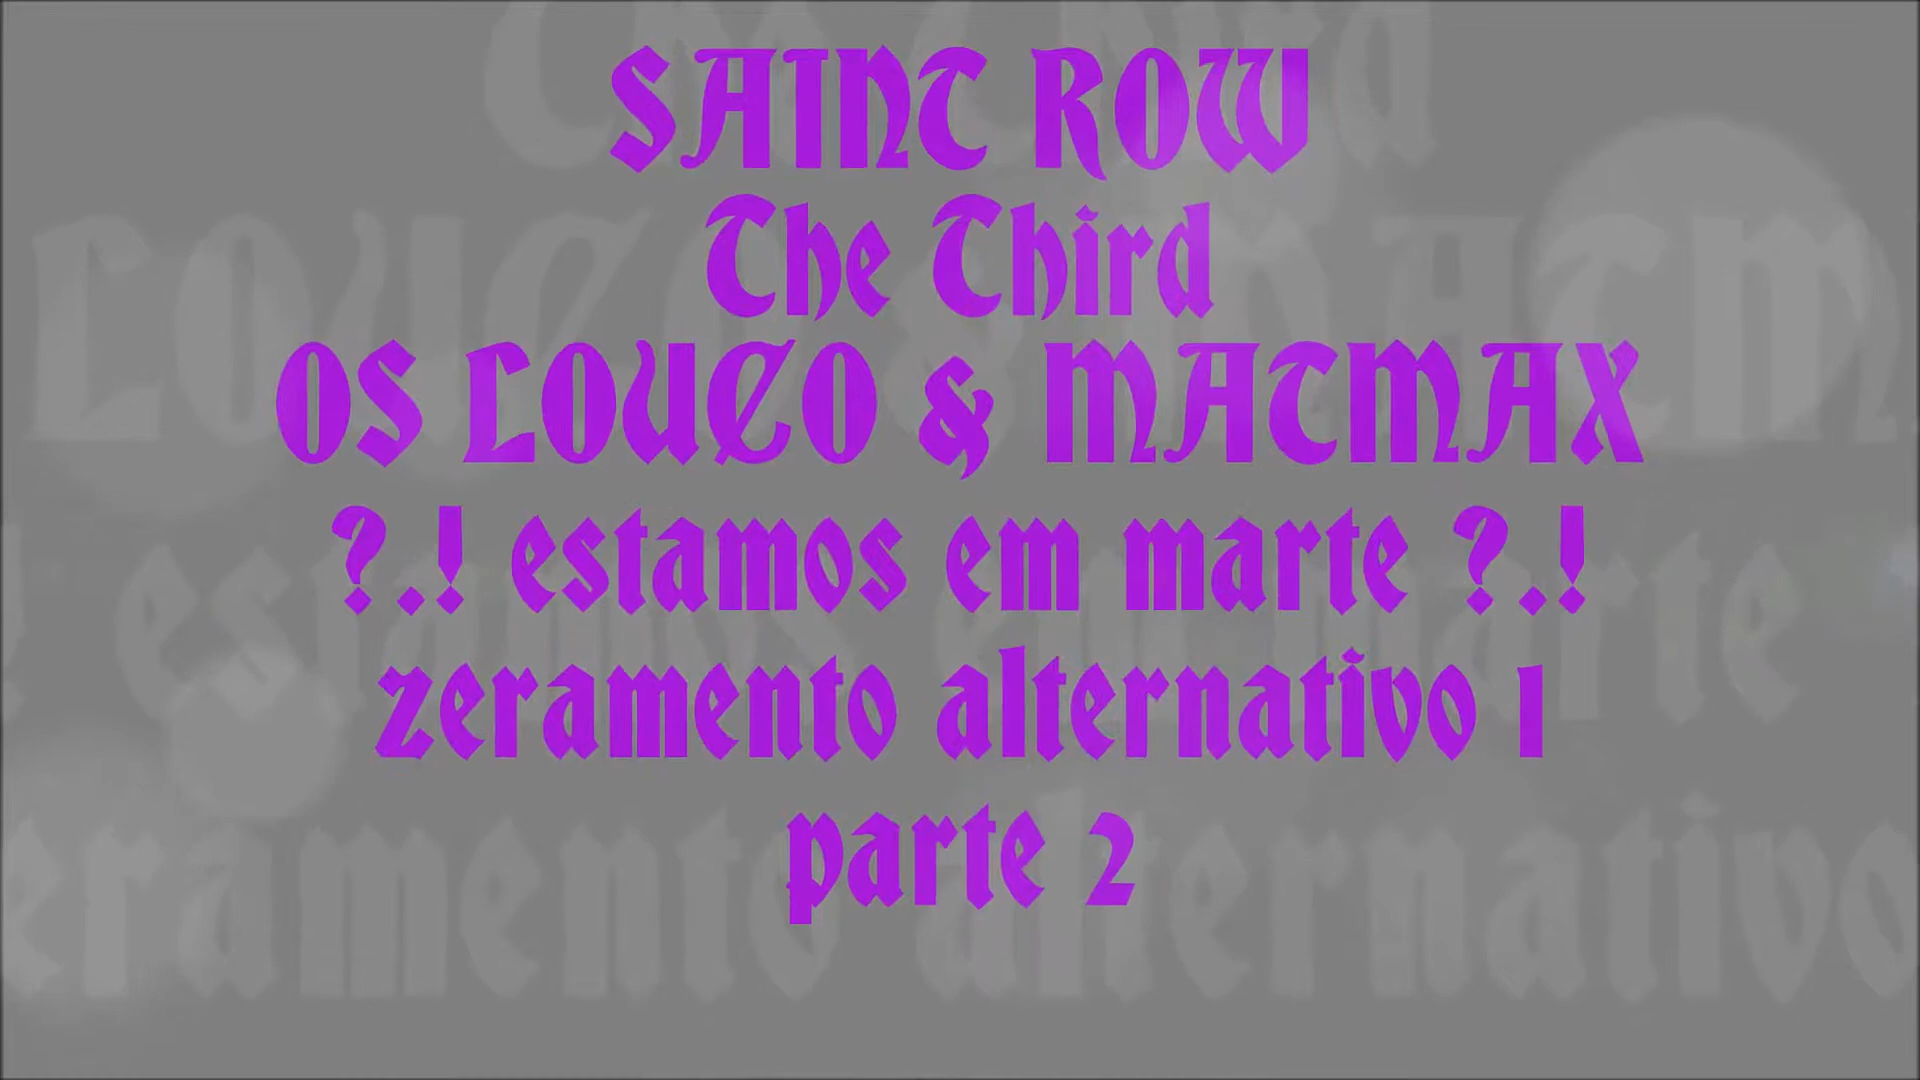 SAINT ROW
The Third
OS LOUCO & MATMAX
?.! estamos em marte ?.!
zeramento alternativo 1
parte 2